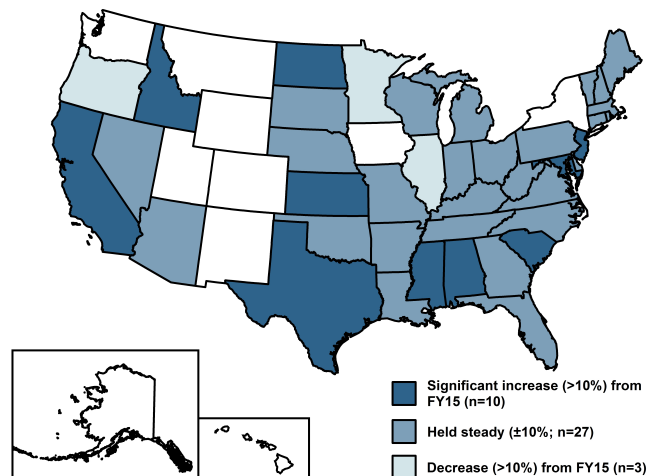 Significant increase (>10%) from
FY15 (n=10)
Held steady (±10%; n=27)
Decrease (>10%) from FY15 (n=3)